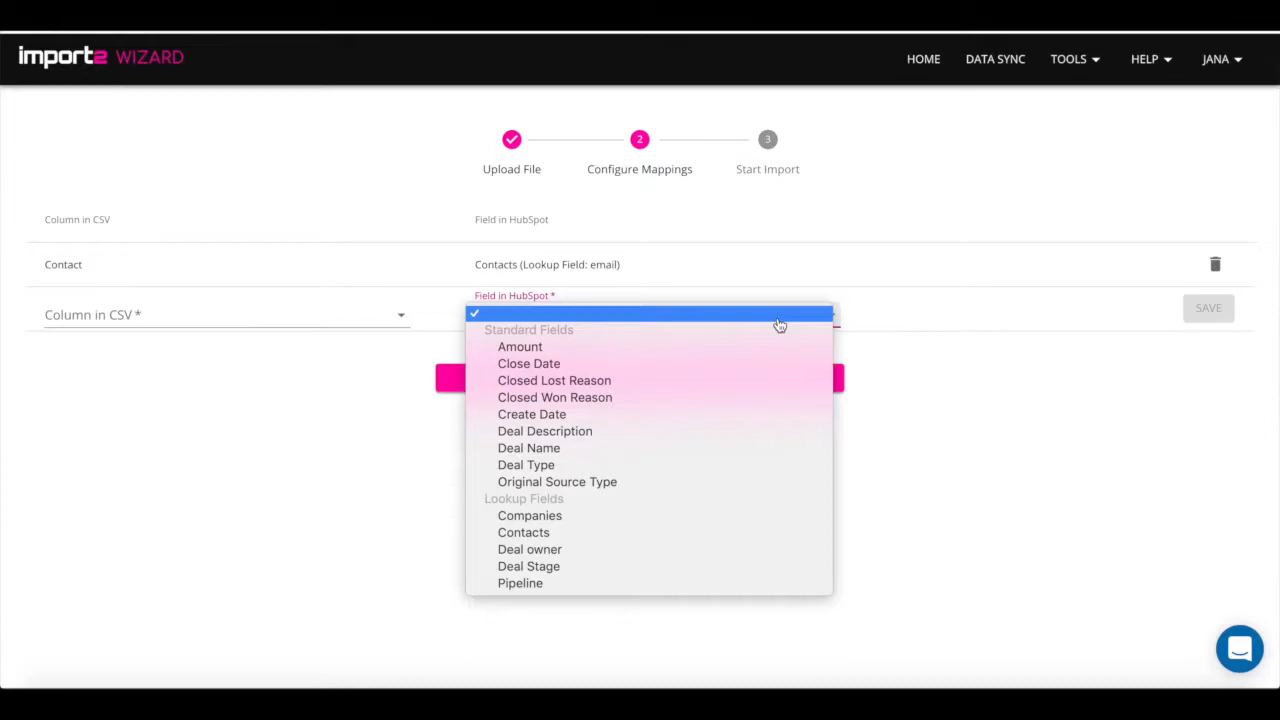 import2 WIZARD
HOME DATA SYNC TOOLS HELP JANA
2 3
Upload File Configure Mappings Start Import
Column in CSV Field in HubSpot
Contact Contacts (Lookup Field: email)
Field in HubSpot *
Column in CSV * SAVE
Standard Fields
Amount
Close Date
Closed Lost Reason
Closed Won Reason
Create Date
Deal Description
Deal Name
Deal Type
Original Source Type
Lookup Fields
Companies
Contacts
Deal owner
Deal Stage
Pipeline